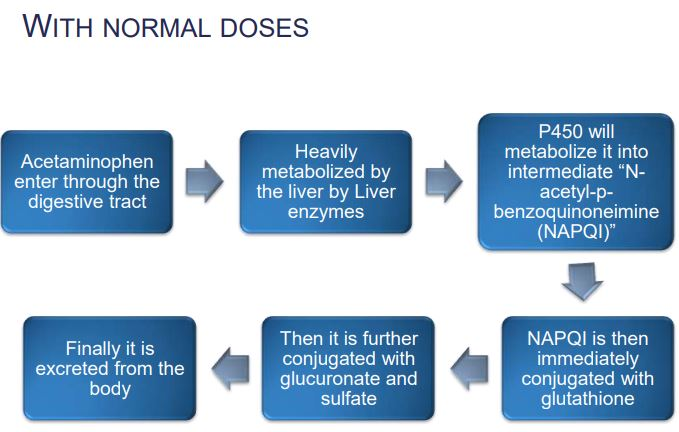 WITH NORMAL DOSES
Acetaminophen
enter through the
digestive tract
Heavily
metabolized by
the liver by Liver
enzymes
P450 will
metabolize it into
intermediate “N-
acetyl-p-
benzoquinoneimine
(NAPQI)”
NAPQI is then
immediately
conjugated with
glutathione
Then it is further
conjugated with
glucuronate and
sulfate
Finally it is
excreted from the
body